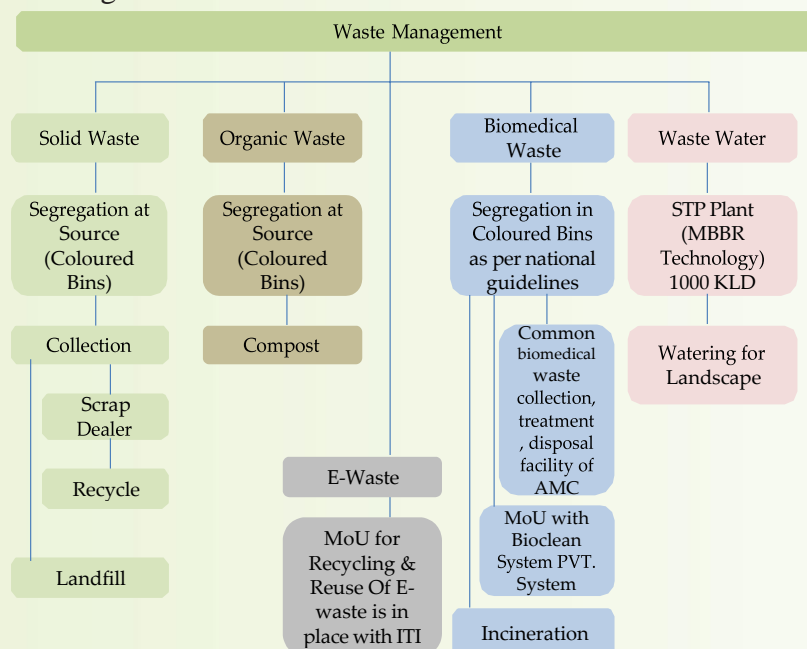 Waste Management
Solid Waste
Organic Waste
Biomedical
Waste
Waste Water
Segregation at
Source
(Coloured
Bins)
Segregation at
Source
(Coloured
Bins)
Segregation in
Coloured Bins
as per national
guidelines
STP Plant
(MBBR
Technology)
1000 KLD
Collection
Compost
Common
biomedical
waste
collection,
treatment
, disposal
facility of
AMC
Watering for
Landscape
Scrap
Dealer
Recycle
E-Waste
MoU with
Bioclean
System PVT.
System
MoU for
Recycling &
Reuse Of E-
waste is in
place with ITI
Landfill
Incineration